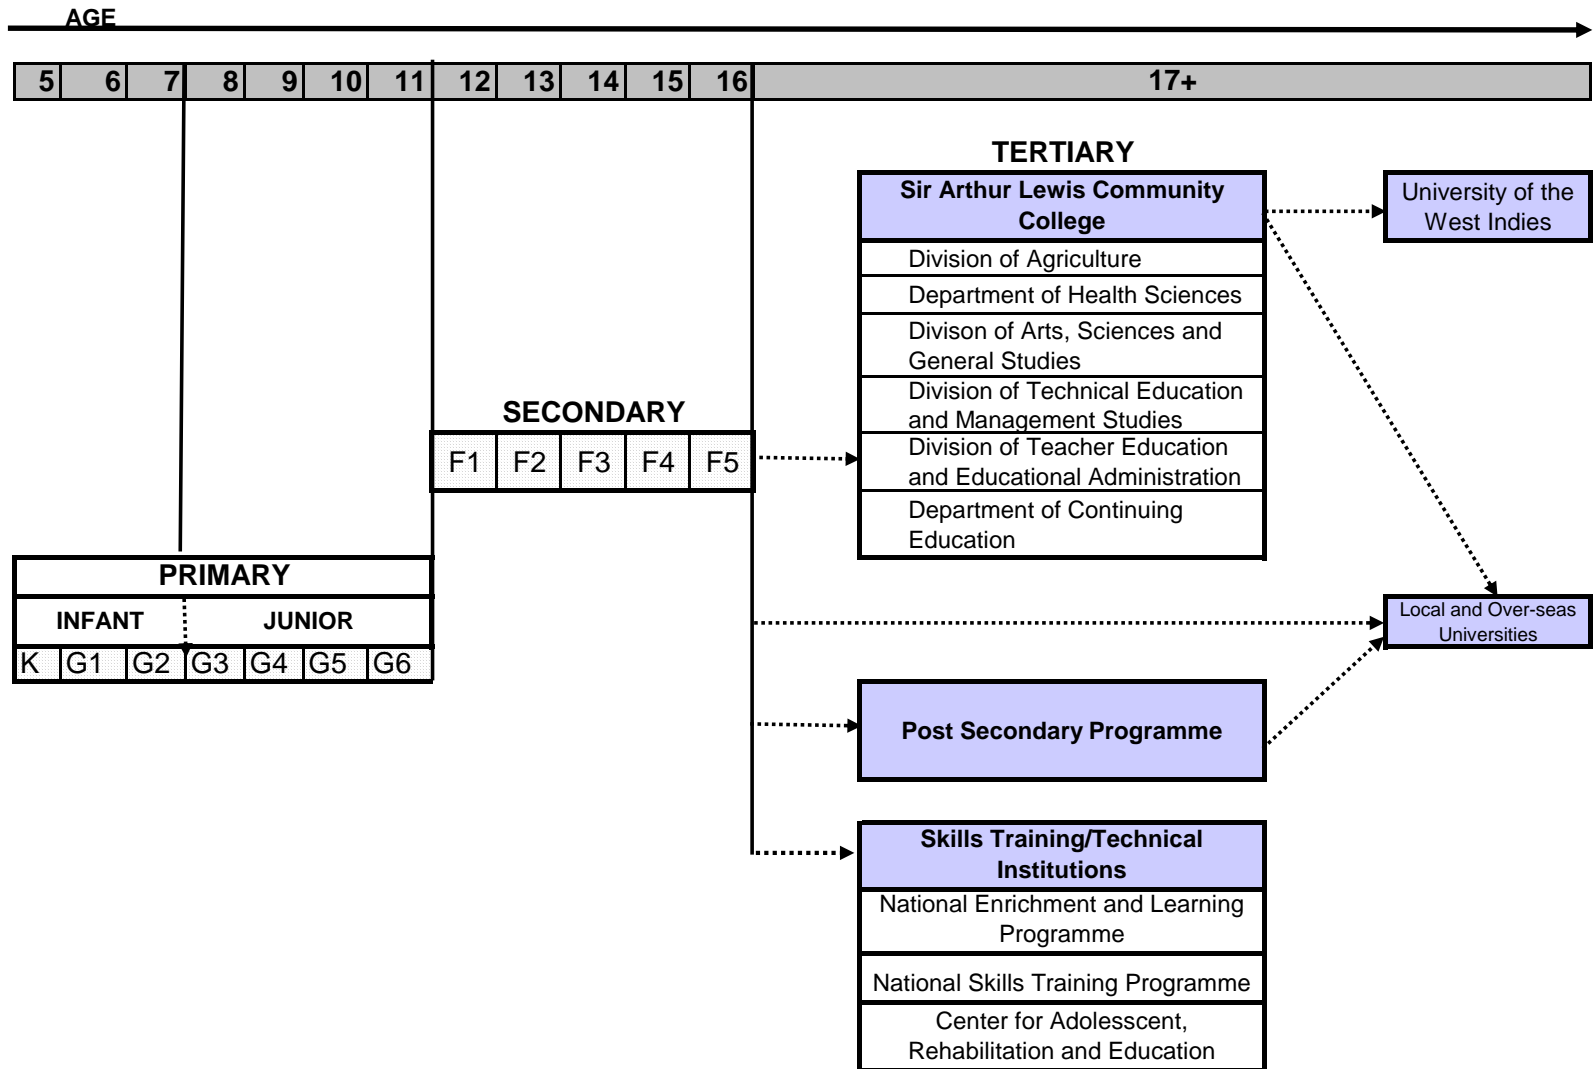 AGE
5 6 7 8 9 10 11 12 13 14 15 16 17+
TERTIARY
Sir Arthur Lewis Community
College
Division of Agriculture
Department of Health Sciences
Divison of Arts, Sciences and
General Studies
Division of Technical Education
and Management Studies
Division of Teacher Education
and Educational Administration
Department of Continuing
Education
University of the
West Indies
SECONDARY
F1 F2 F3 F4 F5
PRIMARY
INFANT JUNIOR
K G1 G2 G3 G4 G5 G6
Local and Over-seas
Universities
Post Secondary Programme
Skills Training/Technical
Institutions
National Enrichment and Learning
Programme
National Skills Training Programme
Center for Adolesscent,
Rehabilitation and Education